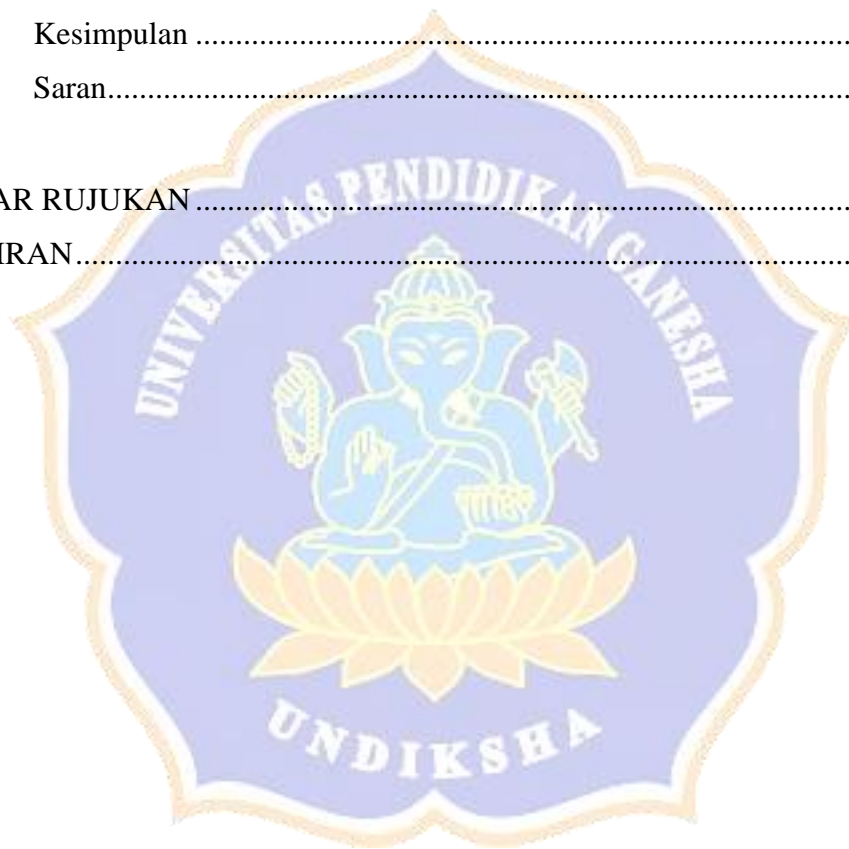 Kesimpulan ....................................................................................
Saran...............................................................................................
AR RUJUKAN ....................................................................................
IRAN..................................................................................................
UNIVERSITAS PENDIDIKAN GANESHA
UNDIKSHA